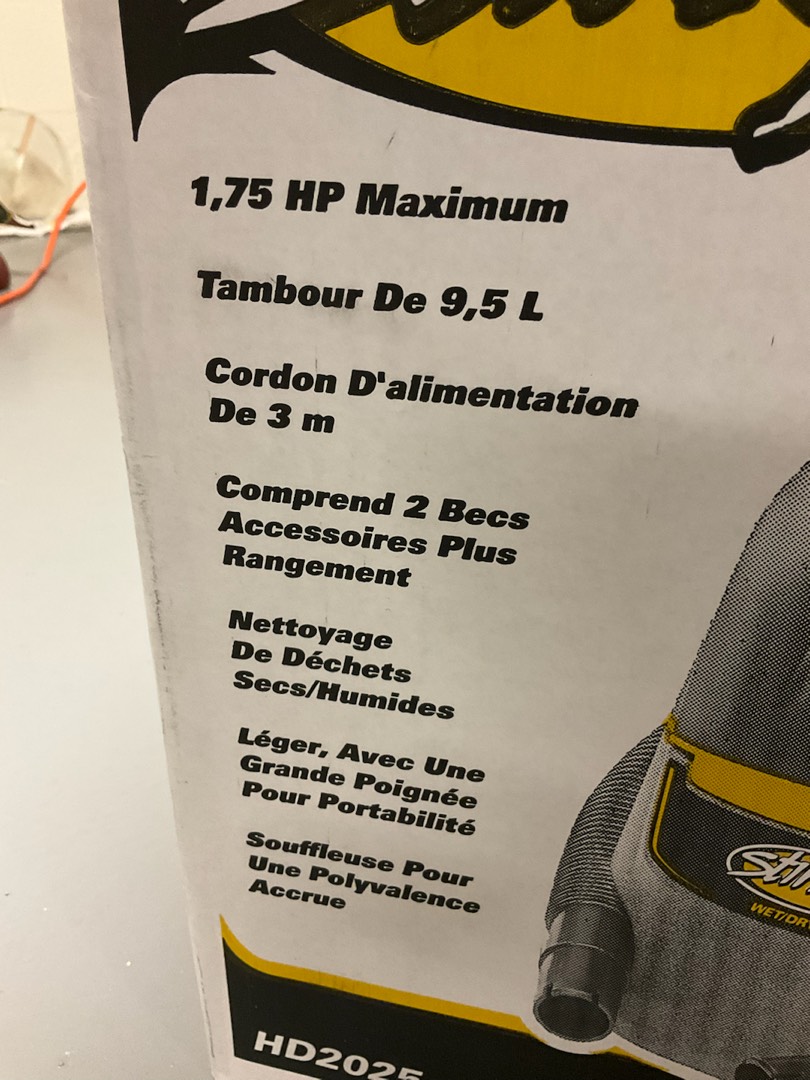 1,75 HP Maximum
Tambour De 9,5 L
Cordon D'alimentation
De 3 m
Comprend 2 Becs
Accessoires Plus
Rangement
Nettoyage
De Déchets
Secs/Humides
Léger, Avec Une
Grande Poignée
Pour Portabilité
Souffleuse Pour
Une Polyvalence
Accrue
HD2025